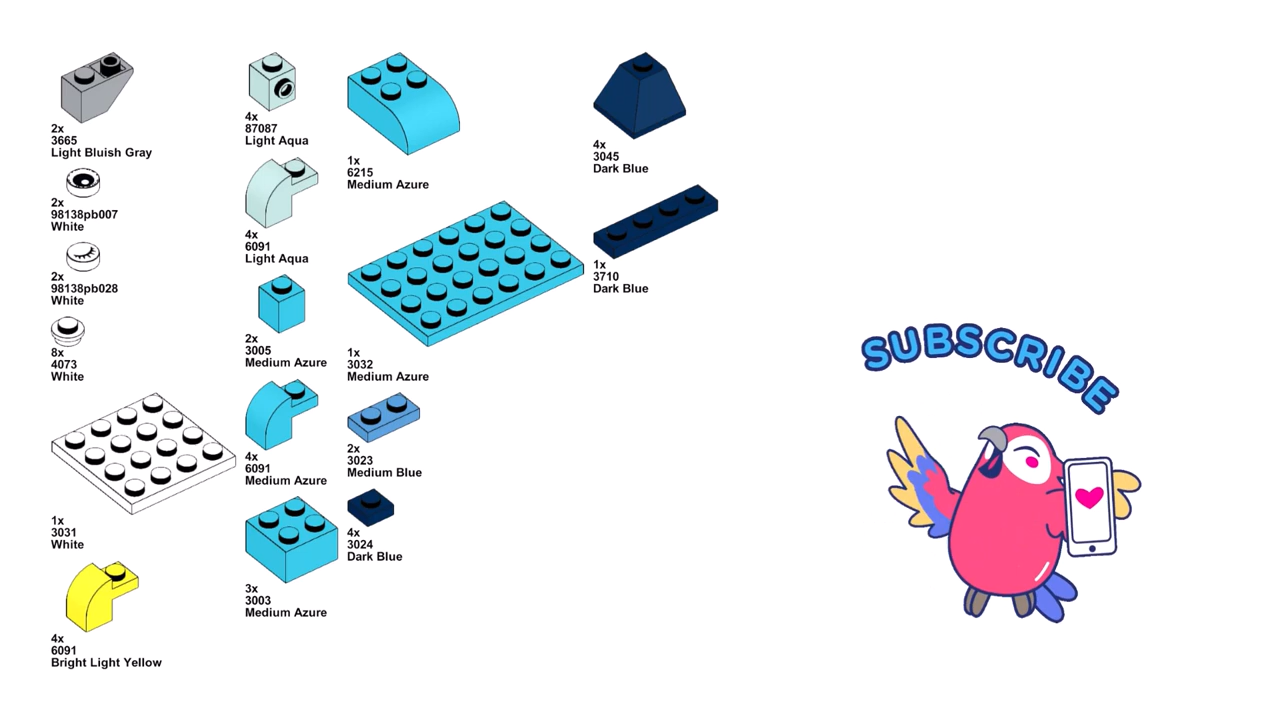 2x
3665
Light Bluish Gray
2x
98138pb007
White
2x
98138pb028
White
8x
4073
White
1x
3031
White
4x
6091
Bright Light Yellow
4x
87087
Light Aqua
4x
6091
Light Aqua
2x
3005
Medium Azure
4x
6091
Medium Azure
3x
3003
Medium Azure
1x
6215
Medium Azure
1x
3032
Medium Azure
2x
3023
Medium Blue
4x
3024
Dark Blue
4x
3045
Dark Blue
1x
3710
Dark Blue
SUBSCRIBE